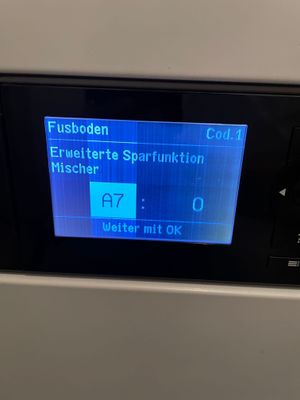 Fusboden Cod.1
Erweiterte Sparfunktion
Mischer
A7 : 0
Weiter mit OK